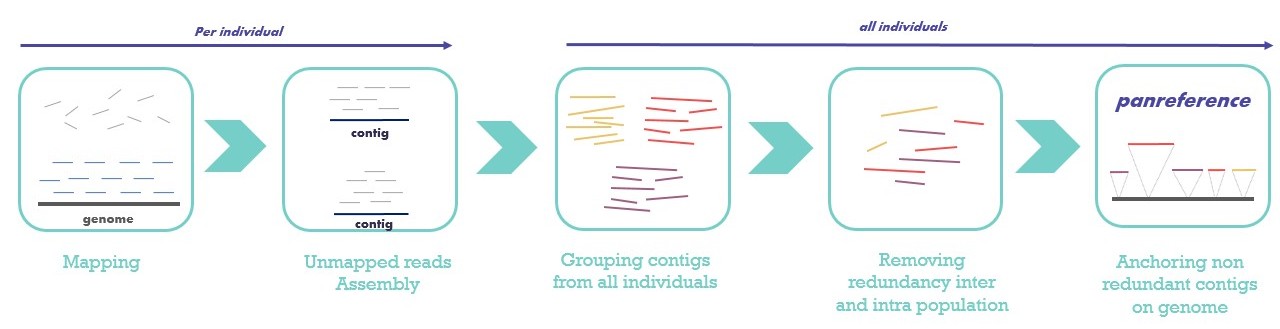 Per individual
all individuals
contig
contig
genome
panreference
Mapping
Unmapped reads
Assembly
Grouping contigs
from all individuals
Removing
redundancy inter
and intra population
Anchoring non
redundant contigs
on genome